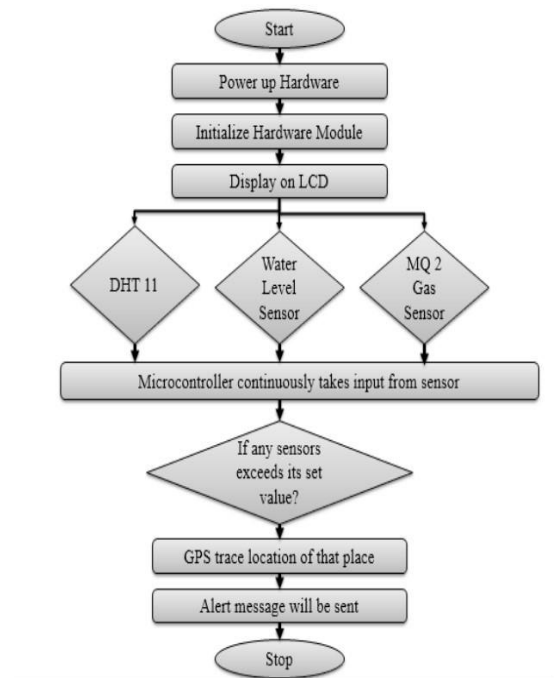 Start
Power up Hardware
Initialize Hardware Module
Display on LCD
DHT 11
Water
Level
Sensor
MQ 2
Gas
Sensor
Microcontroller continuously takes input from sensor
If any sensors
exceeds its set
value?
GPS trace location of that place
Alert message will be sent
Stop